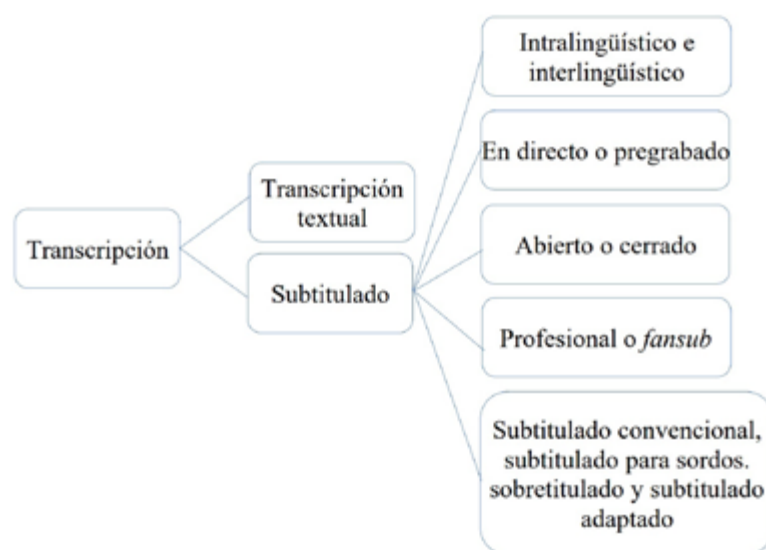 Transcripción
Transcripción
textual
Subtitulado
Intralingüístico e
interlingüístico
En directo o pregrabado
Abierto o cerrado
Profesional o fansub
Subtitulado convencional,
subtitulado para sordos.
sobretitulado y subtitulado
adaptado